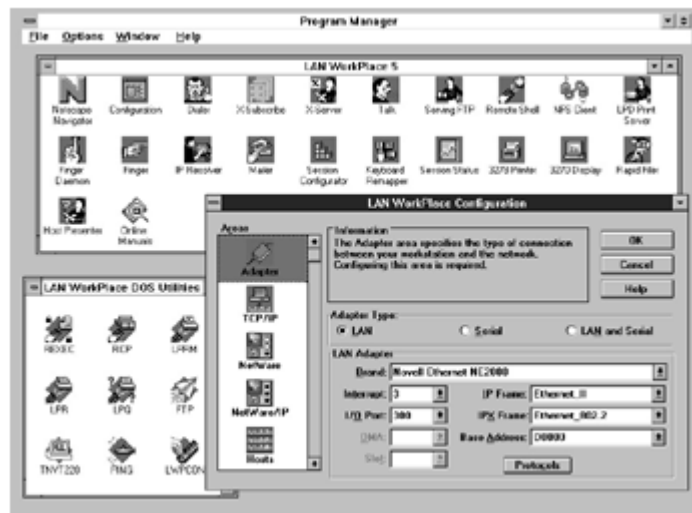 Program Manager
File Options Window Help
LAN WorkPlace 5
Netscape Navigator
Configuration
Dialer
X Subscribe
X-Server
Talk
Serving FTP
Remote Shell
NFS Client
LPD Print Server
Finger Daemon
Finger
IP Resolver
Mailer
Session Configurator
Keyboard Remapper
Session Status
3270 Printer
3270 Display
Rapid Filer
Host Presenter
Online Manuals
LAN WorkPlace Configuration
Areas
Adapter
TCP/IP
NetWare
NetWare/IP
Hosts
Information
The Adapter area specifies the type of connection
between your workstation and the network.
Configuring this area is required.
OK
Cancel
Help
Adapter Type:
LAN
Serial
LAN and Serial
LAN Adapter
Brand: Novell Ethernet NE2000
Interrupt: 3
IP Frame: Ethernet_II
I/O Port: 300
IPX Frame: Ethernet_802.2
DMA:
Base Address: D0000
Slot:
Protocols
LAN WorkPlace DOS Utilities
REXEC
RCP
LPRM
LPR
LPQ
FTP
TNVT220
PING
LWPCON